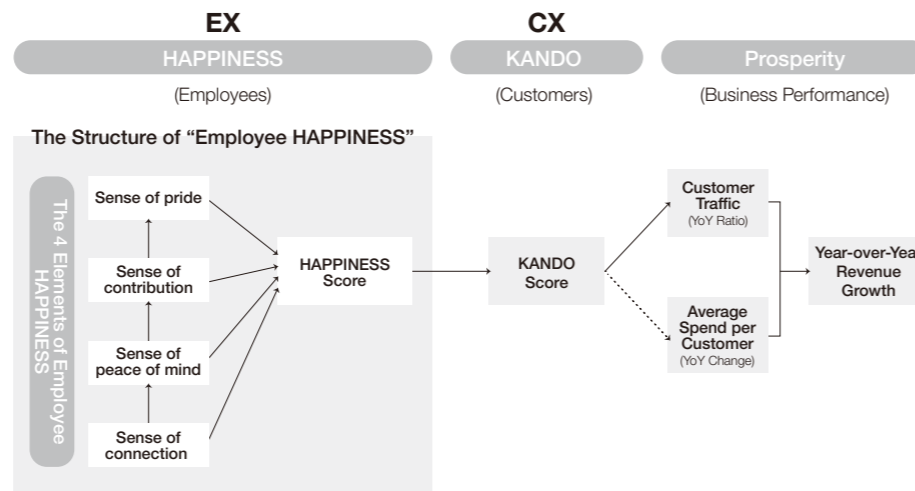 EX
CX
HAPPINESS
KANDO
Prosperity
(Employees)
(Customers)
(Business Performance)
The Structure of “Employee HAPPINESS”
The 4 Elements of Employee
HAPPINESS
Sense of pride
Sense of
contribution
Sense of
peace of mind
Sense of
connection
HAPPINESS
Score
KANDO
Score
Customer
Traffic
(YoY Ratio)
Average
Spend per
Customer
(YoY Change)
Year-over-Yea
Revenue
Growth